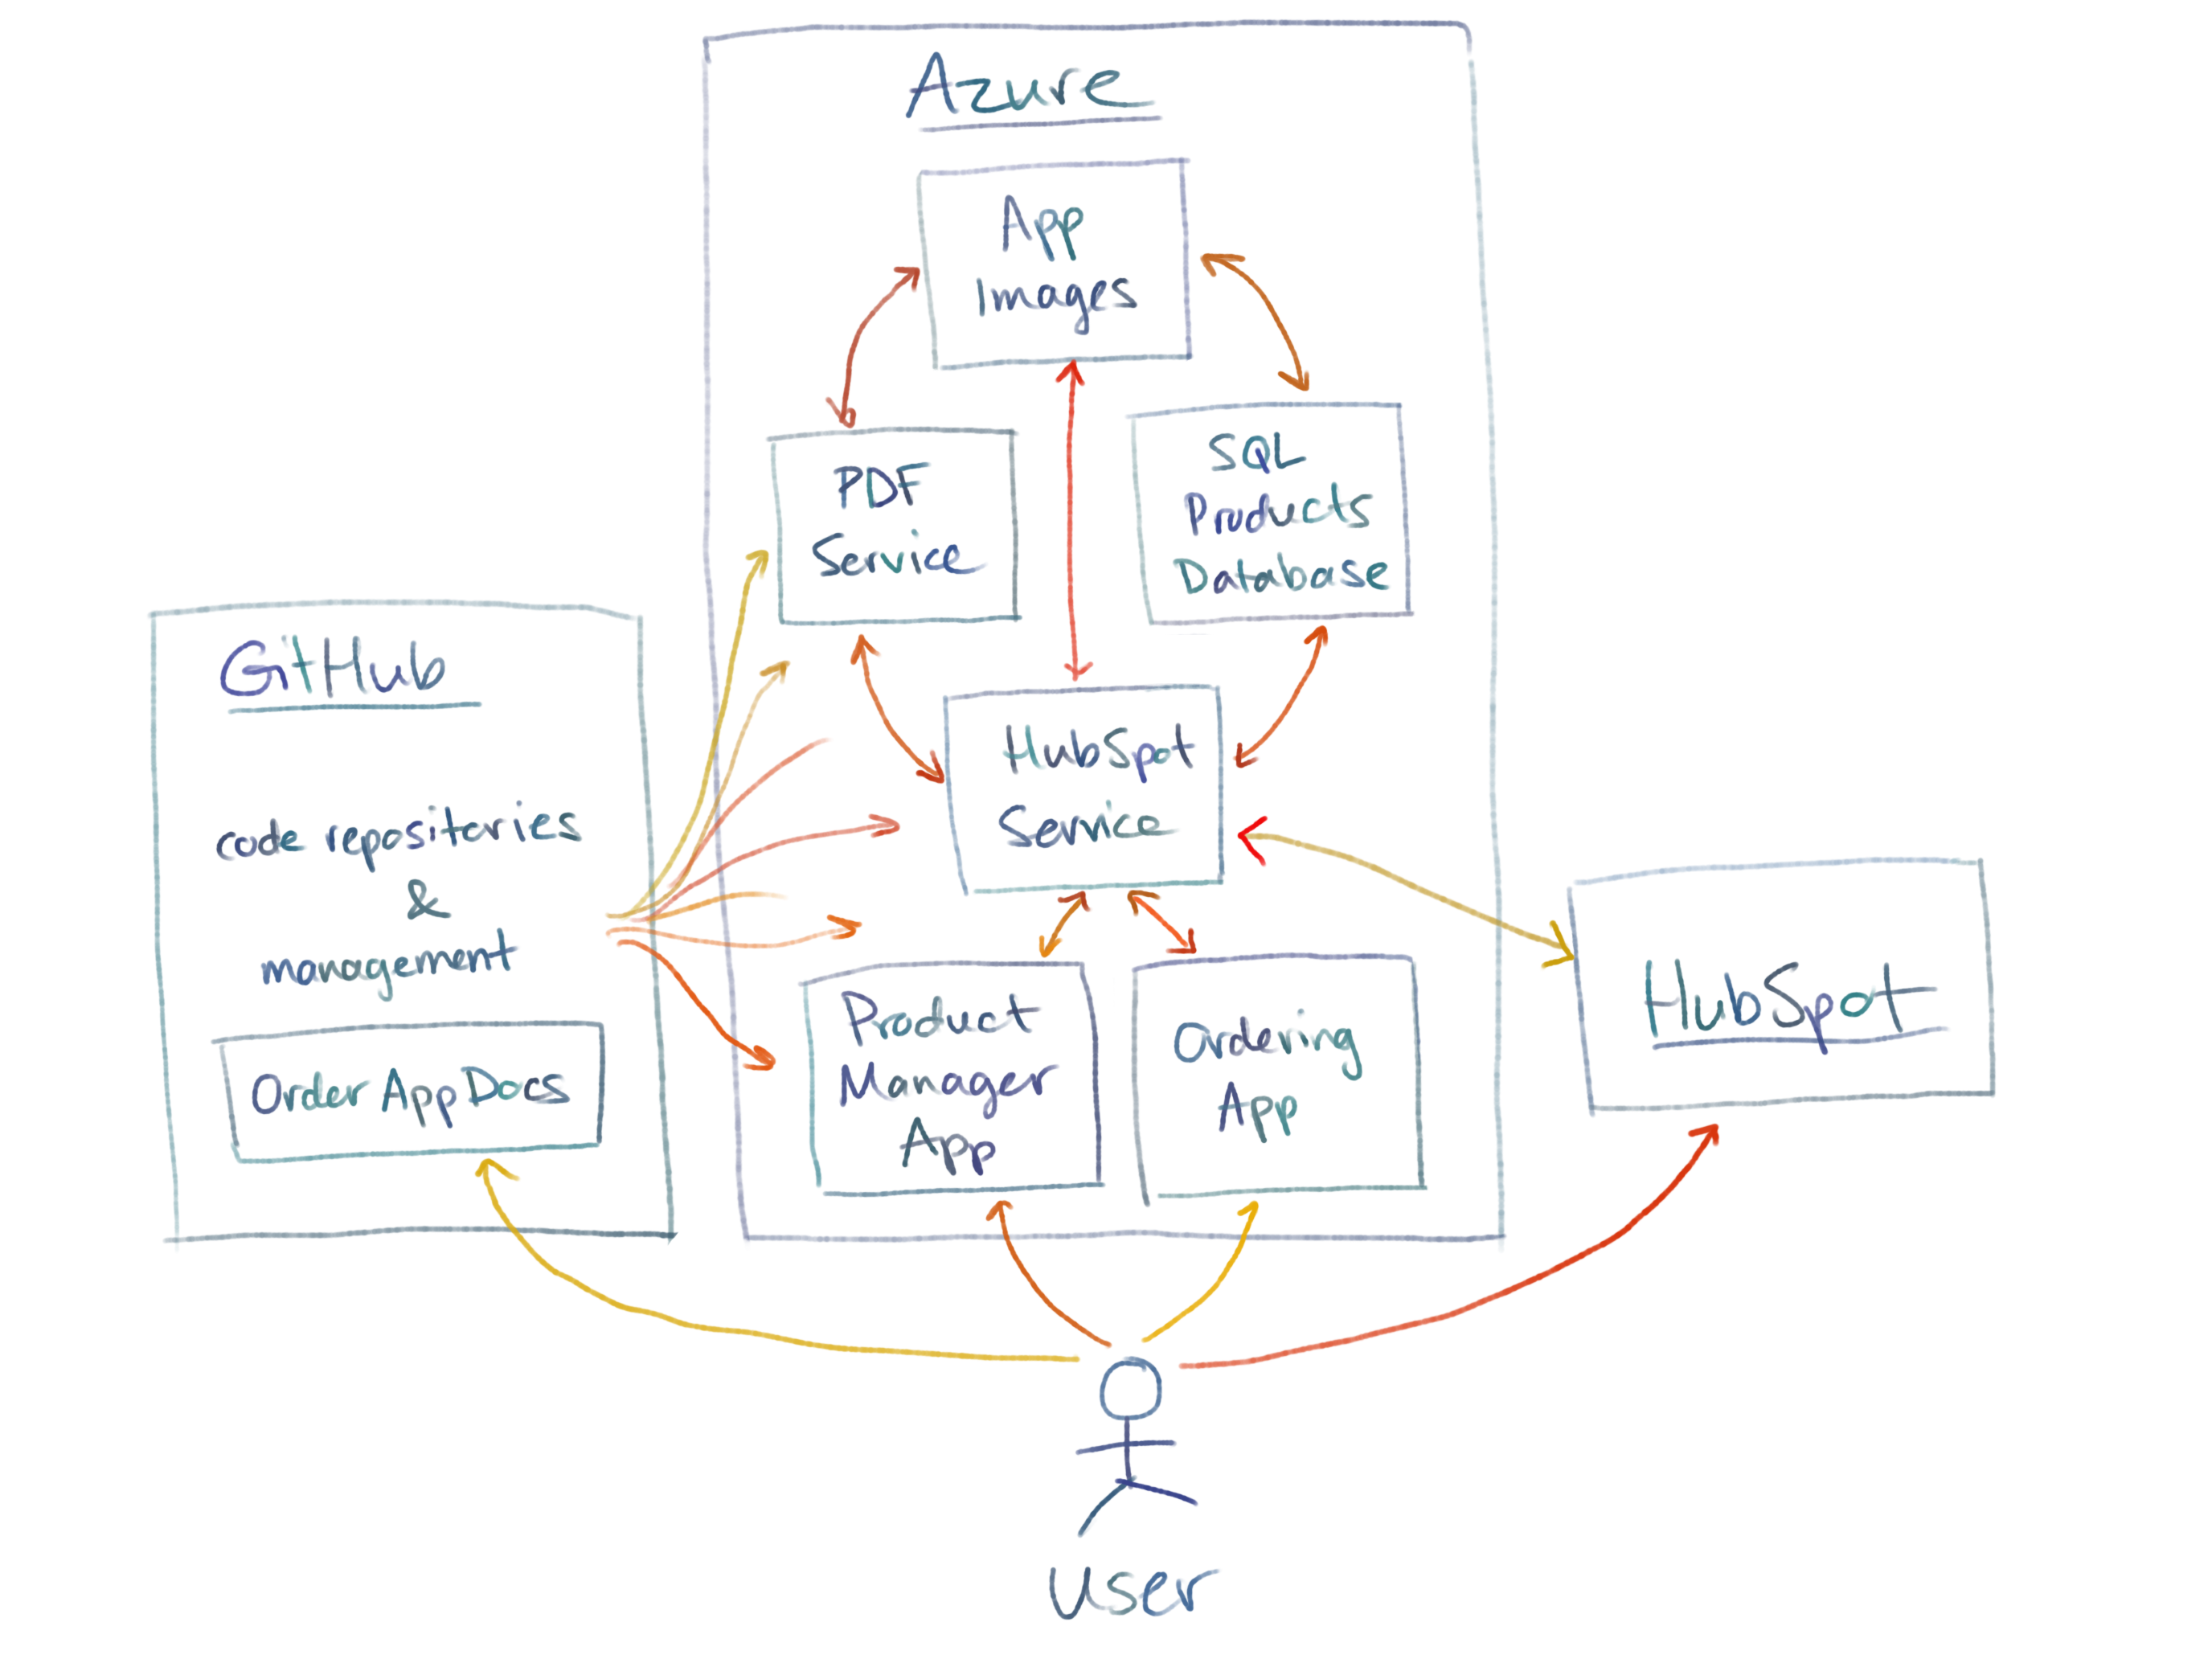 Azure
App
Images
PDF
Service
SQL
Products
Database
GitHub
code repositories
&
management
Order App Docs
HubSpot
Service
Product
Manager
App
Ordering
App
HubSpot
User